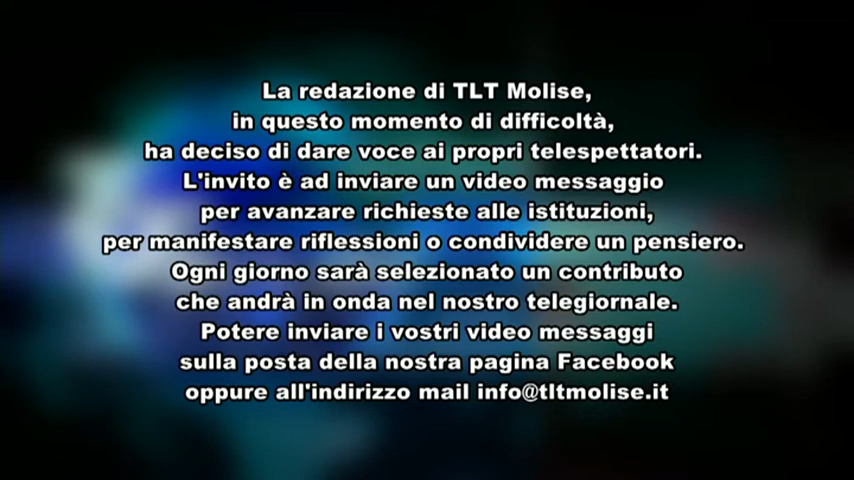 La redazione di TLT Molise,
in questo momento di difficoltà,
ha deciso di dare voce ai propri telespettatori.
L'invito è ad inviare un video messaggio
per avanzare richieste alle istituzioni,
per manifestare riflessioni o condividere un pensiero.
Ogni giorno sarà selezionato un contributo
che andrà in onda nel nostro telegiornale.
Potere inviare i vostri video messaggi
sulla posta della nostra pagina Facebook
oppure all'indirizzo mail info@tltmolise.it